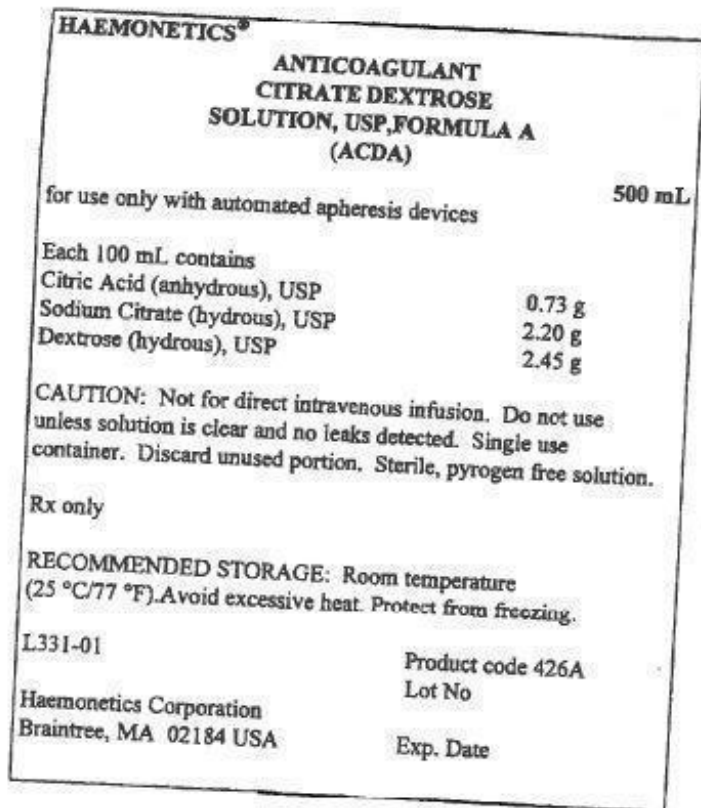 HAEMONETICS®
ANTICOAGULANT
CITRATE DEXTROSE
SOLUTION, USP,FORMULA A
(ACDA)
500 mL
for use only with automated apheresis devices
Each 100 mL contains
Citric Acid (anhydrous), USP 0.73 g
Sodium Citrate (hydrous), USP 2.20 g
Dextrose (hydrous), USP 2.45 g
CAUTION: Not for direct intravenous infusion. Do not use
unless solution is clear and no leaks detected. Single use
container. Discard unused portion. Sterile, pyrogen free solution.
Rx only
RECOMMENDED STORAGE: Room temperature
(25 °C/77 °F).Avoid excessive heat. Protect from freezing.
L331-01
Product code 426A
Lot No
Haemonetics Corporation
Braintree, MA 02184 USA
Exp. Date